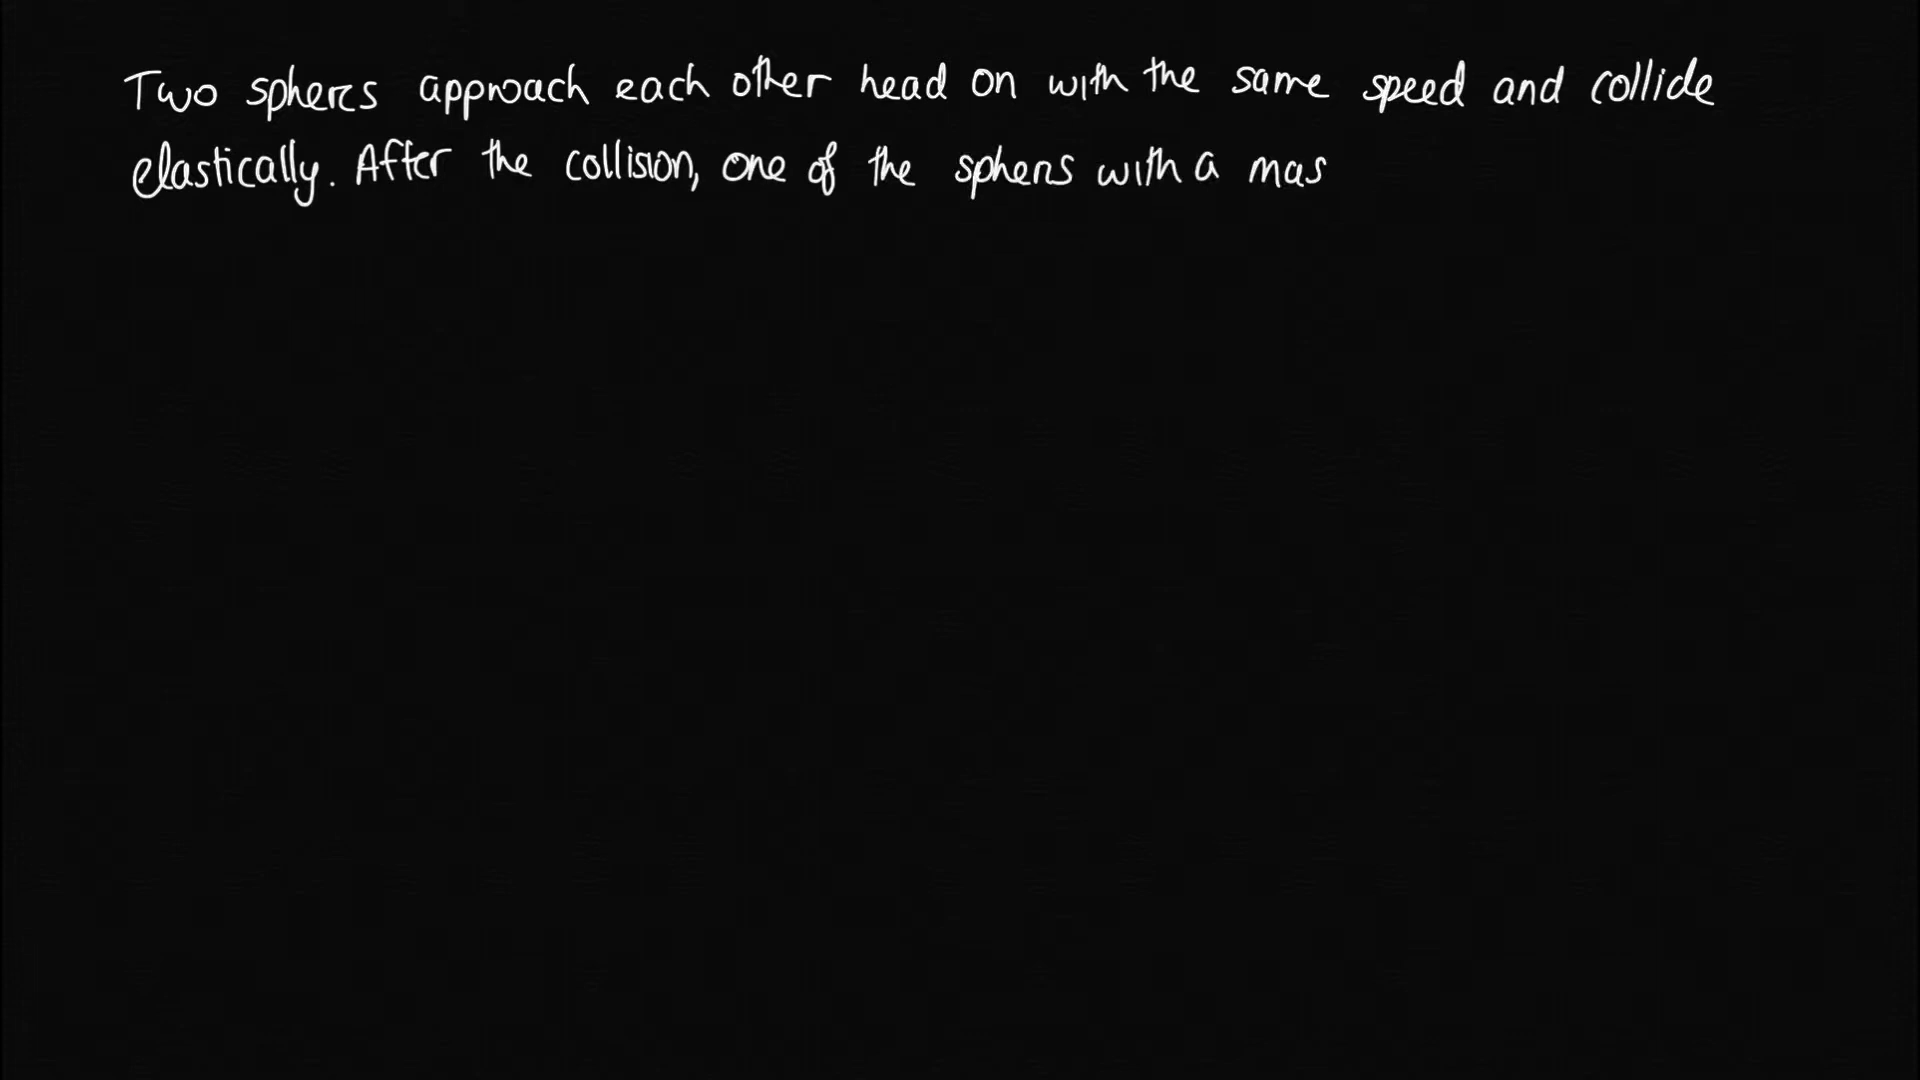 Two spheres approach each other head on with the same speed and collide
elastically. After the collision, one of the spheres with a mas